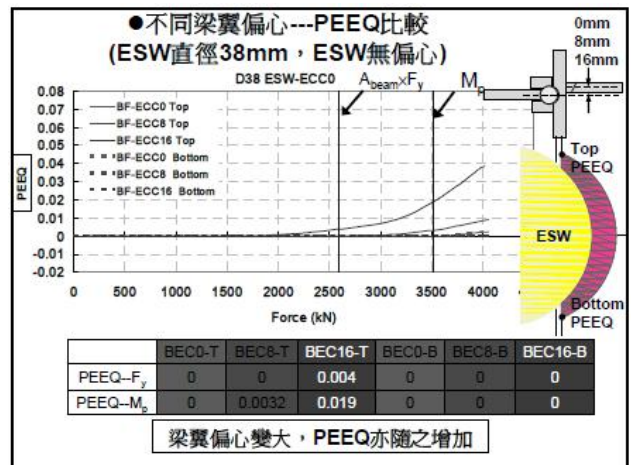 ●不同梁翼偏心---PEEQ比較
(ESW直徑38mm，ESW無偏心)
0mm
8mm
16mm
D38 ESW-ECC0
A_beam×F_y
M_p
0.08
0.07
0.06
0.05
0.04
0.03
0.02
0.01
0
-0.01
-0.02
PEEQ
BF-ECC0 Top
BF-ECC8 Top
BF-ECC16 Top
BF-ECC0 Bottom
BF-ECC8 Bottom
BF-ECC16 Bottom
0 500 1000 1500 2000 2500 3000 3500 4000
Force (kN)
Top
PEEQ
ESW
Bottom
PEEQ
BEC0-T BEC8-T BEC16-T BEC0-B BEC8-B BEC16-B
PEEQ--F_y 0 0 0.004 0 0 0
PEEQ--M_p 0 0.0032 0.019 0 0 0
梁翼偏心變大，PEEQ亦隨之增加